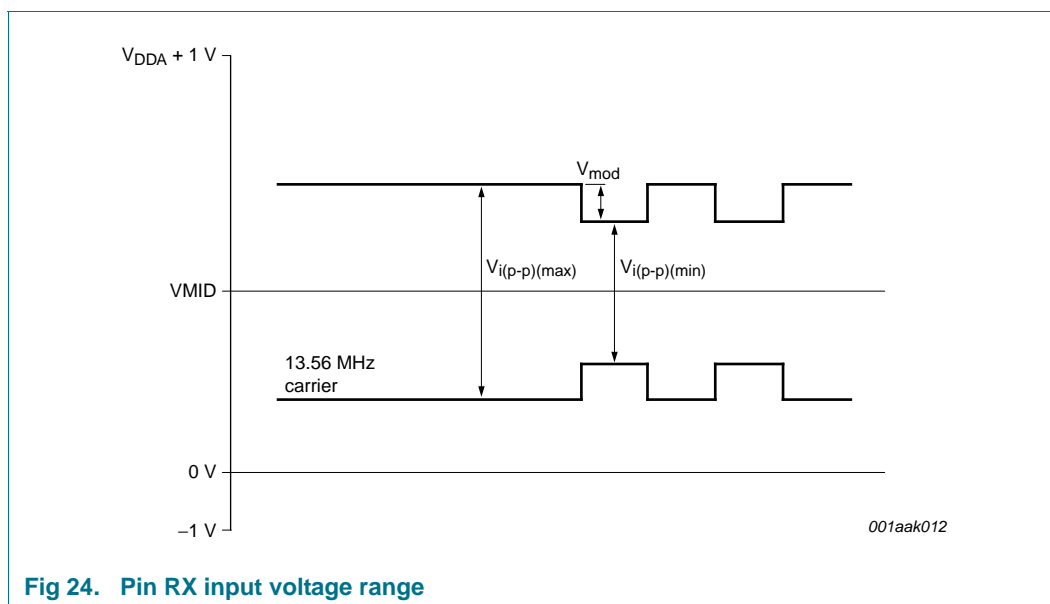 VDDA + 1 V
Vmod
Vi(p-p)(max)
Vi(p-p)(min)
VMID
13.56 MHz
carrier
0 V
−1 V
001aak012
Fig 24. Pin RX input voltage range